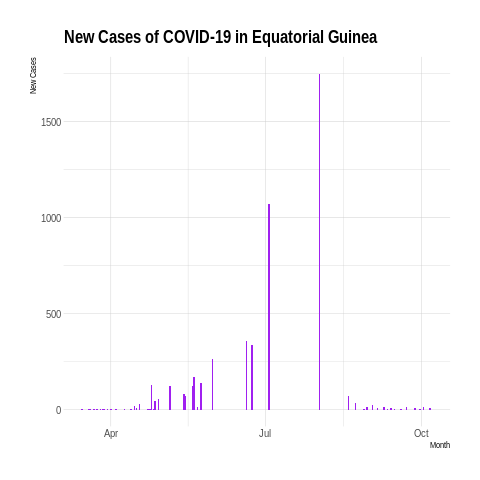 New Cases of COVID-19 in Equatorial Guinea
New Cases
1500
1000
500
0
Apr
Jul
Oct
Month